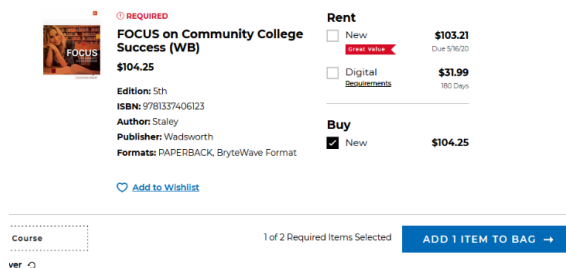 REQUIRED
FOCUS on Community College
Success (WB)
$104.25
Edition: 5th
ISBN: 9781337406123
Author: Staley
Publisher: Wadsworth
Formats: PAPERBACK, BryteWave Format
Add to Wishlist
FOCUS
Rent
New $103.21
Great Value Due 5/16/20
Digital $31.99
Requirements 180 Days
Buy
New $104.25
Course
1 of 2 Required Items Selected
ADD 1 ITEM TO BAG →
ver